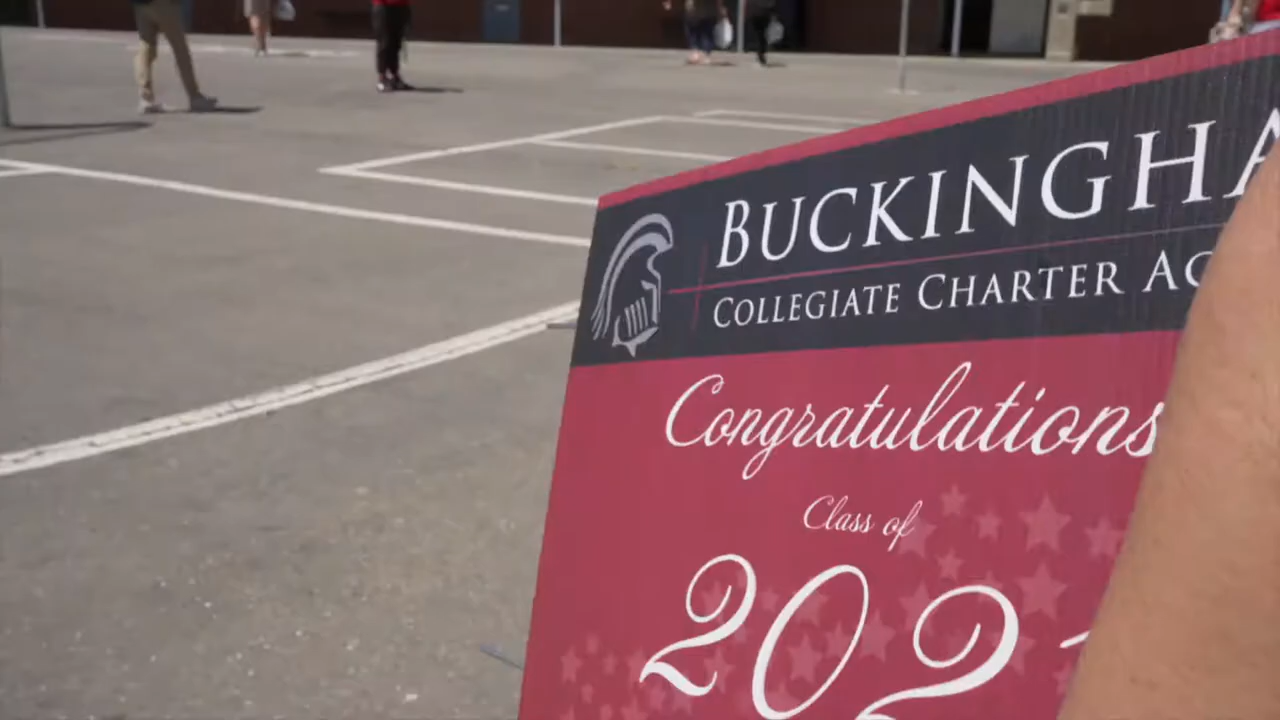 BUCKINGHA
COLLEGIATE CHARTER AC
Congratulations
Class of
202